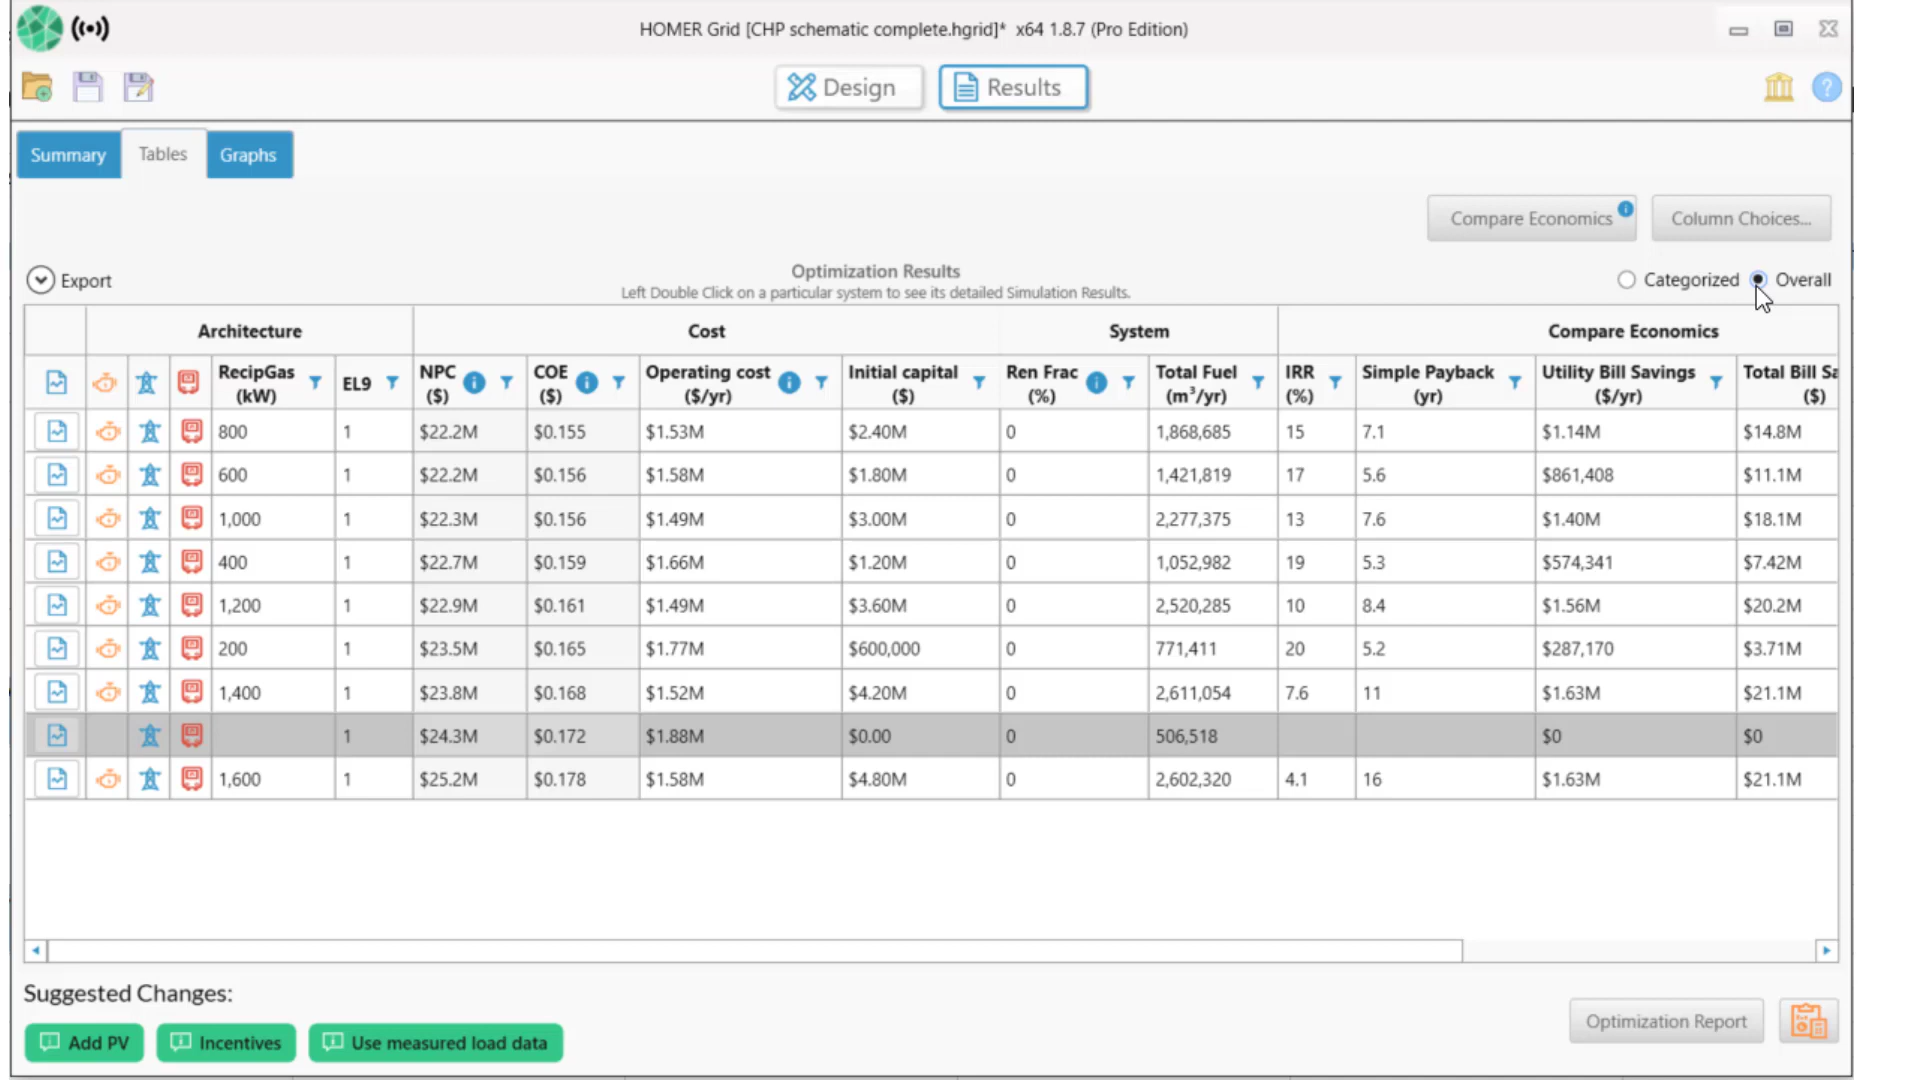 HOMER Grid [CHP schematic complete.hgrid]* x64 1.8.7 (Pro Edition)
Design
Results
Summary
Tables
Graphs
Compare Economics
Column Choices...
Export
Optimization Results
Left Double Click on a particular system to see its detailed Simulation Results.
Categorized
Overall
Architecture Cost System Compare Economics
RecipGas (kW) EL9 NPC ($) COE ($) Operating cost ($/yr) Initial capital ($) Ren Frac (%) Total Fuel (m³/yr) IRR (%) Simple Payback (yr) Utility Bill Savings ($/yr) Total Bill Sa ($)
800 1 $22.2M $0.155 $1.53M $2.40M 0 1,868,685 15 7.1 $1.14M $14.8M
600 1 $22.2M $0.156 $1.58M $1.80M 0 1,421,819 17 5.6 $861,408 $11.1M
1,000 1 $22.3M $0.156 $1.49M $3.00M 0 2,277,375 13 7.6 $1.40M $18.1M
400 1 $22.7M $0.159 $1.66M $1.20M 0 1,052,982 19 5.3 $574,341 $7.42M
1,200 1 $22.9M $0.161 $1.49M $3.60M 0 2,520,285 10 8.4 $1.56M $20.2M
200 1 $23.5M $0.165 $1.77M $600,000 0 771,411 20 5.2 $287,170 $3.71M
1,400 1 $23.8M $0.168 $1.52M $4.20M 0 2,611,054 7.6 11 $1.63M $21.1M
1 $24.3M $0.172 $1.88M $0.00 0 506,518 $0 $0
1,600 1 $25.2M $0.178 $1.58M $4.80M 0 2,602,320 4.1 16 $1.63M $21.1M
Suggested Changes:
Add PV
Incentives
Use measured load data
Optimization Report